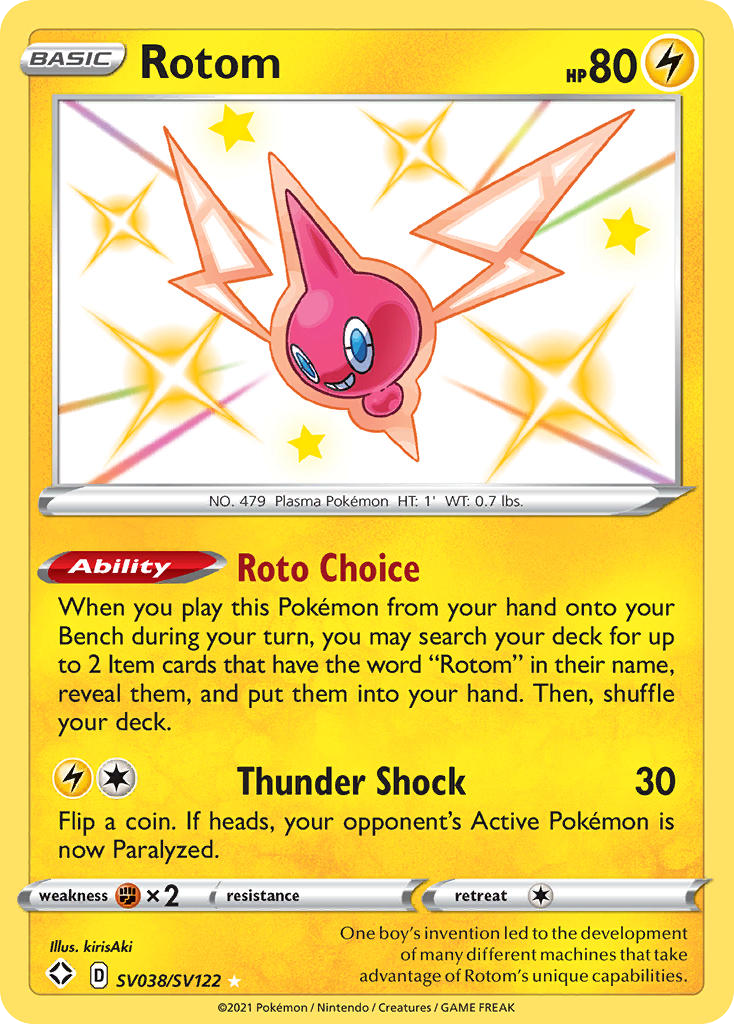 BASIC Rotom HP 80
NO. 479 Plasma Pokémon HT: 1' WT: 0.7 lbs.
Ability Roto Choice
When you play this Pokémon from your hand onto your
Bench during your turn, you may search your deck for up
to 2 Item cards that have the word “Rotom” in their name,
reveal them, and put them into your hand. Then, shuffle
your deck.
Thunder Shock 30
Flip a coin. If heads, your opponent's Active Pokémon is
now Paralyzed.
weakness ×2 resistance retreat
Illus. kirisAki
D SV038/SV122
One boy's invention led to the development
of many different machines that take
advantage of Rotom's unique capabilities.
©2021 Pokémon / Nintendo / Creatures / GAME FREAK